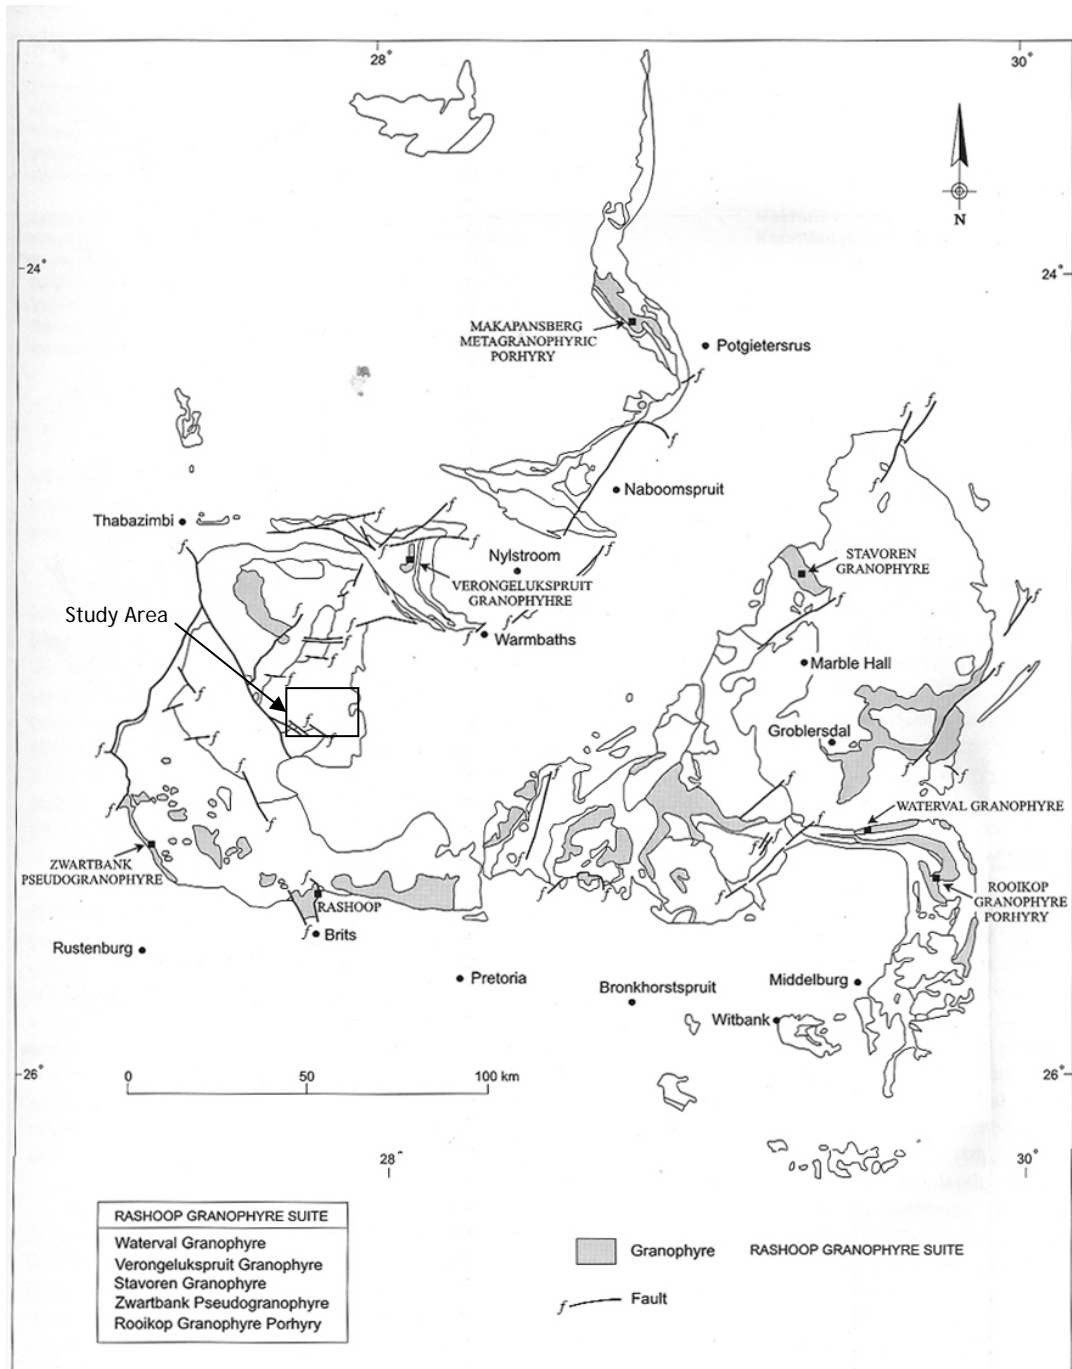 28°
30°
N
24°
24°
MAKAPANSBERG
METAGRANOPHYRIC
PORHYRY
Potgietersrus
f
f
f
f
f
Naboomspruit
Thabazimbi
f
f
f
f
f
f
Nylstroom
STAVOREN
GRANOPHYRE
VERONGELUKSPRUIT
GRANOPHYHRE
f
f
f
f
f
f
Study Area
Warmbaths
f
f
f
f
Marble Hall
f
f
f
Groblersdal
f
f
f
f
f
f
f
f
WATERVAL GRANOPHYRE
f
f
f
f
ZWARTBANK
PSEUDOGRANOPHYRE
f
f
f
RASHOOP
ROOIKOP
GRANOPHYRE
PORHYRY
f
Brits
Rustenburg
Pretoria
Bronkhorstspruit
Middelburg
Witbank
26°
0
50
100 km
26°
28°
30°
RASHOOP GRANOPHYRE SUITE
Waterval Granophyre
Verongelukspruit Granophyre
Stavoren Granophyre
Zwartbank Pseudogranophyre
Rooikop Granophyre Porhyry
Granophyre
RASHOOP GRANOPHYRE SUITE
f
Fault